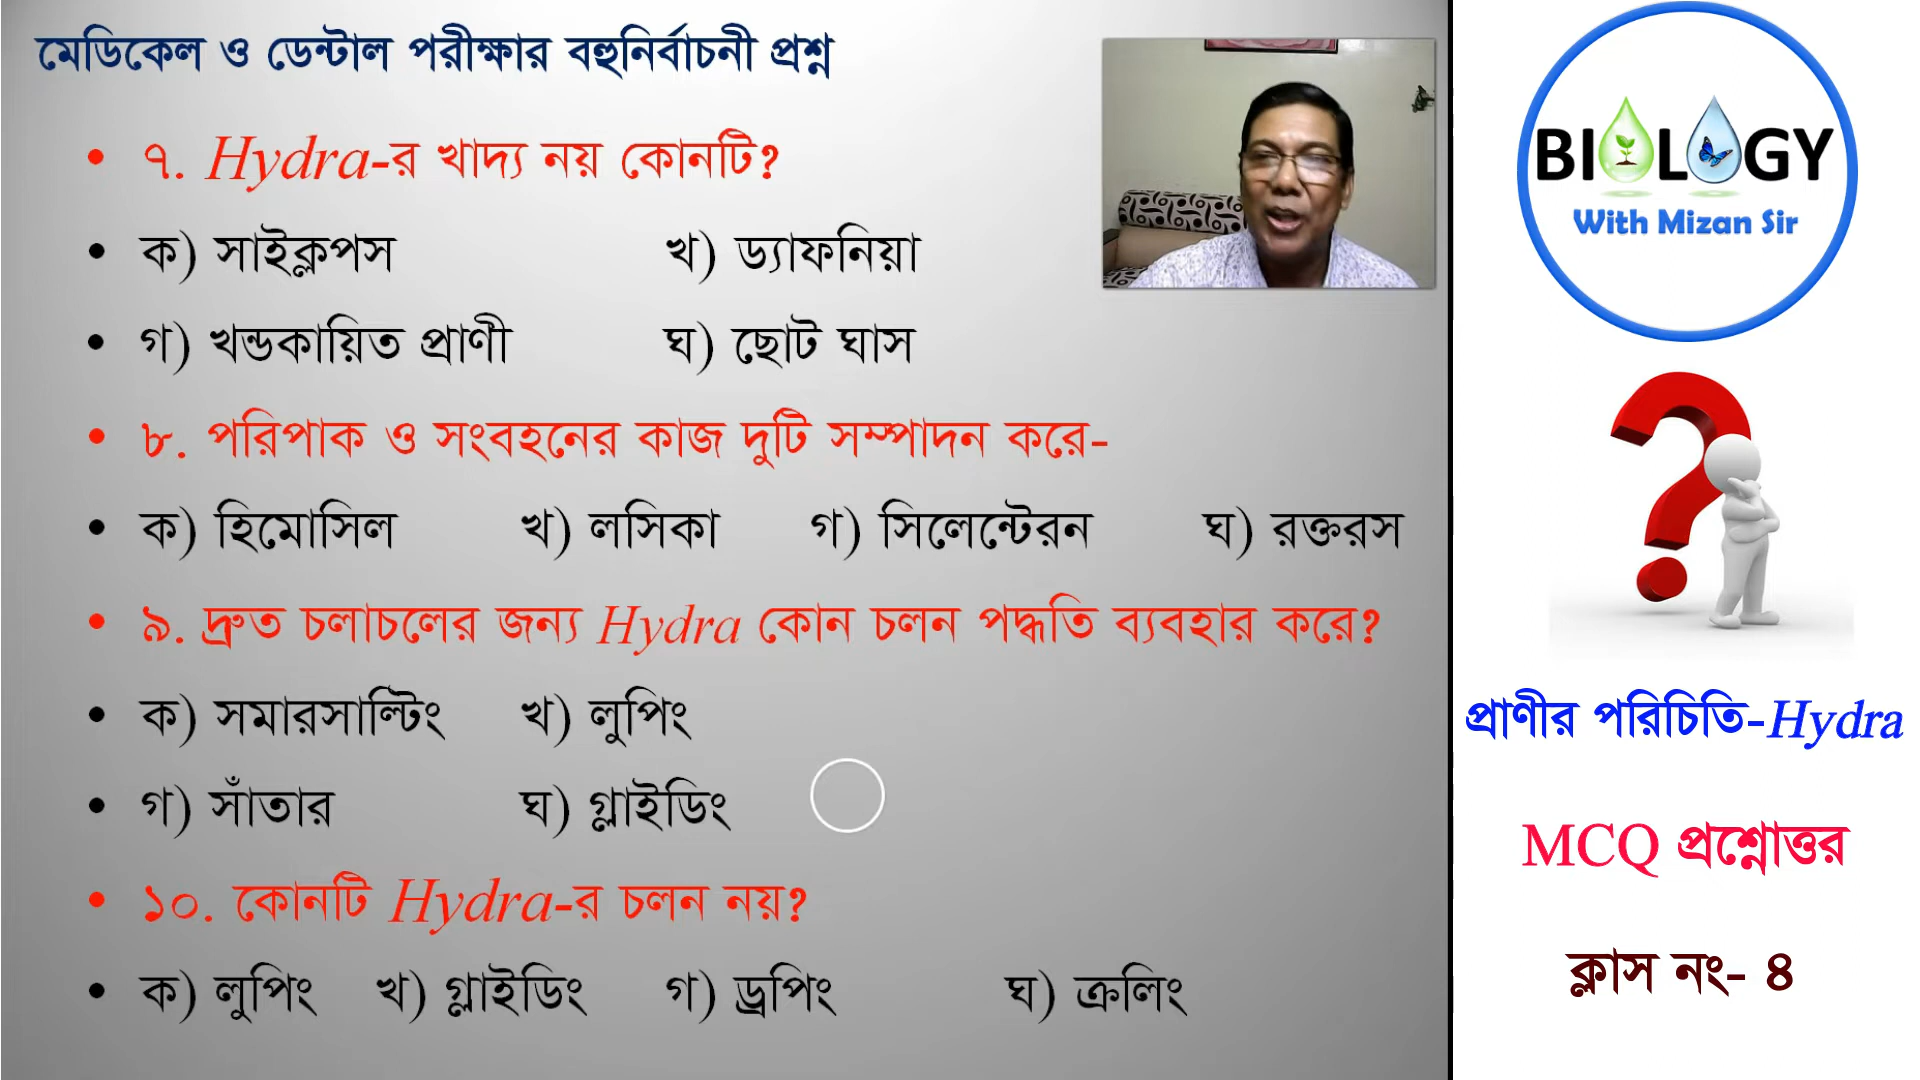 মেডিকেল ও ডেন্টাল পরীক্ষার বহুনির্বাচনী প্রশ্ন
• ৭. Hydra-র খাদ্য নয় কোনটি?
• ক) সাইক্লপস খ) ড্যাফনিয়া
• গ) খন্ডকায়িত প্রাণী ঘ) ছোট ঘাস
• ৮. পরিপাক ও সংবহনের কাজ দুটি সম্পাদন করে-
• ক) হিমোসিল খ) লসিকা গ) সিলেন্টেরন ঘ) রক্তরস
• ৯. দ্রুত চলাচলের জন্য Hydra কোন চলন পদ্ধতি ব্যবহার করে?
• ক) সমারসাল্টিং খ) লুপিং
• গ) সাঁতার ঘ) গ্লাইডিং
• ১০. কোনটি Hydra-র চলন নয়?
• ক) লুপিং খ) গ্লাইডিং গ) ড্রপিং ঘ) ক্রলিং
BIOLOGY
With Mizan Sir
প্রাণীর পরিচিতি-Hydra
MCQ প্রশ্নোত্তর
ক্লাস নং- ৪